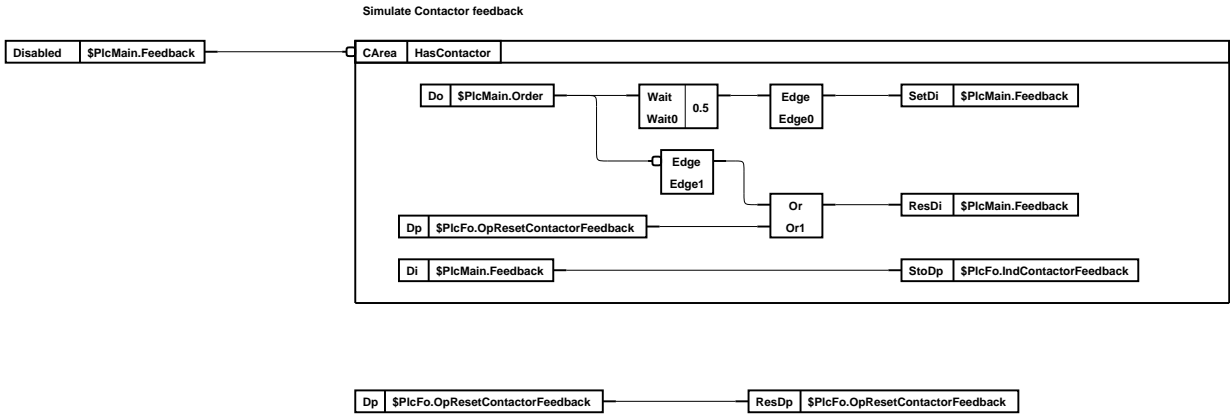 Simulate Contactor feedback
Disabled $PlcMain.Feedback
CArea HasContactor
Do $PlcMain.Order
Wait
Wait0
0.5
Edge
Edge0
SetDi $PlcMain.Feedback
Edge
Edge1
Or
Or1
ResDi $PlcMain.Feedback
Dp $PlcFo.OpResetContactorFeedback
Di $PlcMain.Feedback
StoDp $PlcFo.IndContactorFeedback
Dp $PlcFo.OpResetContactorFeedback
ResDp $PlcFo.OpResetContactorFeedback